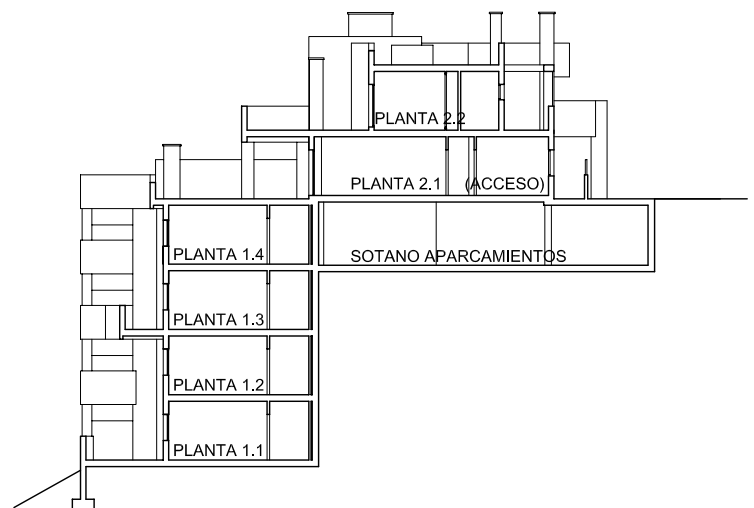 PLANTA 2.2
PLANTA 2.1 (ACCESO)
PLANTA 1.4 SOTANO APARCAMIENTOS
PLANTA 1.3
PLANTA 1.2
PLANTA 1.1